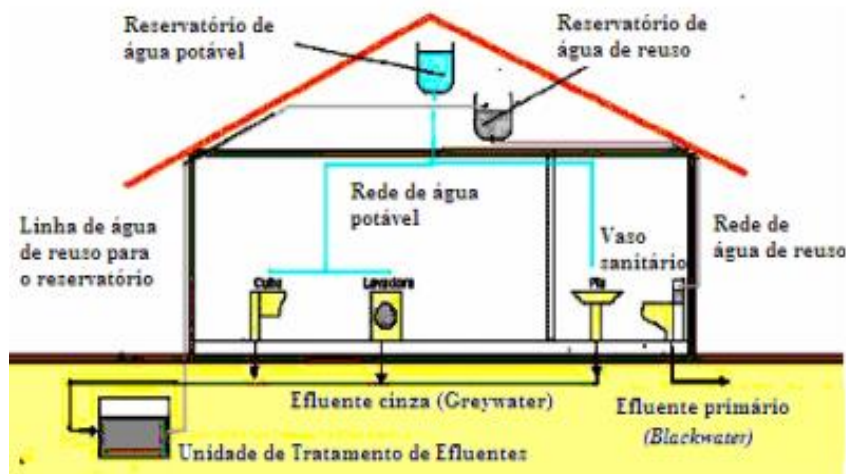 Reservatório de
água potável
Reservatório de
água de reuso
Rede de água
potável
Linha de água
de reuso para
o reservatório
Vaso
sanitário
Rede de
água de reuso
Cuba
Lavadora
Pia
Efluente cinza (Greywater)
Efluente primário
(Blackwater)
Unidade de Tratamento de Efluentes